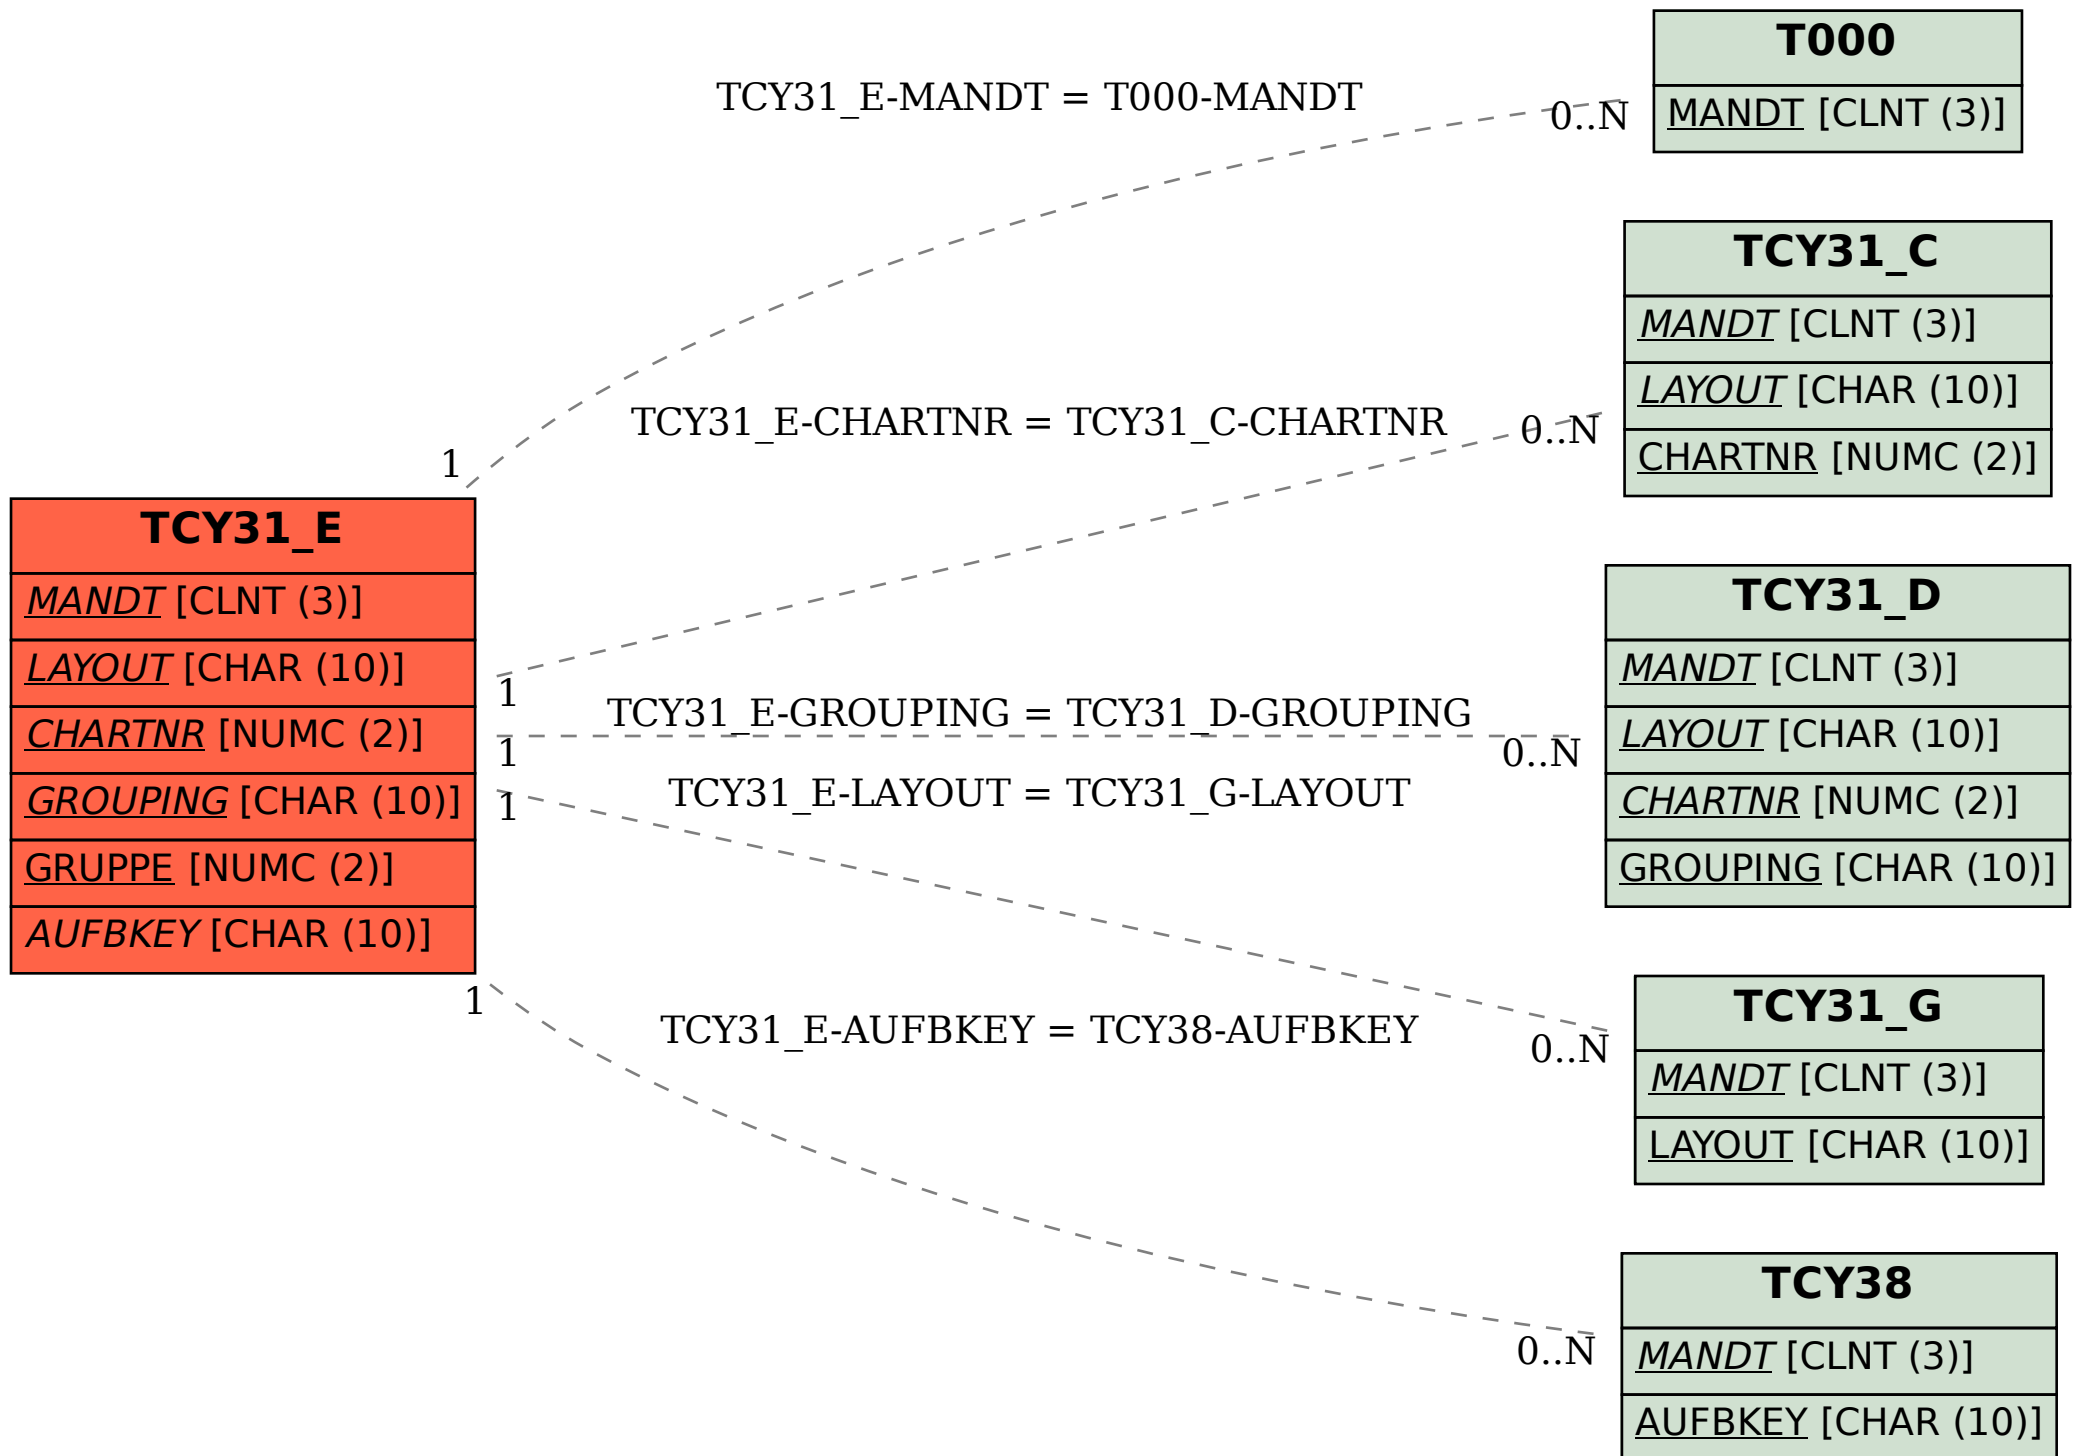 T000
MANDT [CLNT (3)]
TCY31_E-MANDT = T000-MANDT
0..N
1
TCY31_C
MANDT [CLNT (3)]
LAYOUT [CHAR (10)]
CHARTNR [NUMC (2)]
TCY31_E-CHARTNR = TCY31_C-CHARTNR
0..N
1
TCY31_E
MANDT [CLNT (3)]
LAYOUT [CHAR (10)]
CHARTNR [NUMC (2)]
GROUPING [CHAR (10)]
GRUPPE [NUMC (2)]
AUFBKEY [CHAR (10)]
TCY31_E-GROUPING = TCY31_D-GROUPING
0..N
1
TCY31_D
MANDT [CLNT (3)]
LAYOUT [CHAR (10)]
CHARTNR [NUMC (2)]
GROUPING [CHAR (10)]
TCY31_E-LAYOUT = TCY31_G-LAYOUT
0..N
1
TCY31_G
MANDT [CLNT (3)]
LAYOUT [CHAR (10)]
TCY31_E-AUFBKEY = TCY38-AUFBKEY
0..N
1
TCY38
MANDT [CLNT (3)]
AUFBKEY [CHAR (10)]